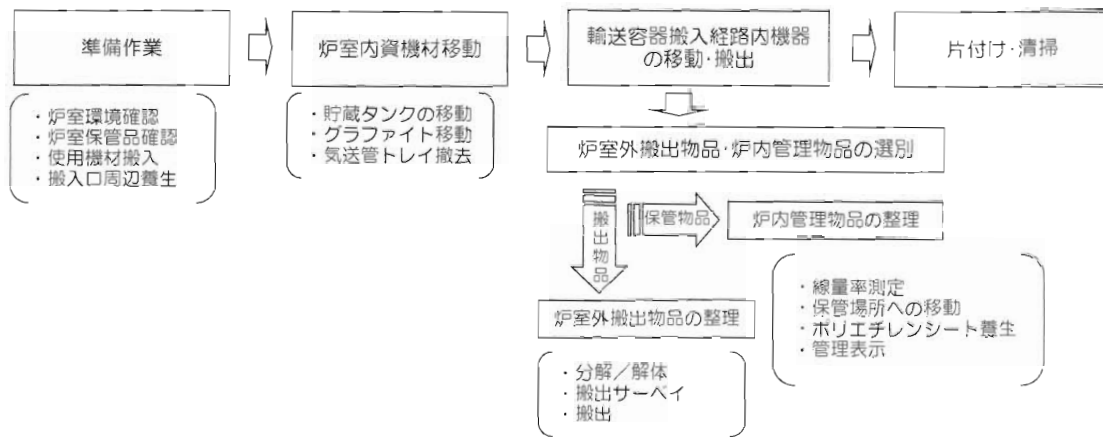 準備作業
炉室内資機材移動
輸送容器搬入経路内機器
の移動・搬出
片付け・清掃
・炉室環境確認
・炉室保管品確認
・使用機材搬入
・搬入口周辺養生
・貯蔵タンクの移動
・グラファイト移動
・気送管トレイ撤去
炉室外搬出物品・炉内管理物品の選別
搬出物品
保管物品
炉内管理物品の整理
・線量率測定
・保管場所への移動
・ポリエチレンシート養生
・管理表示
炉室外搬出物品の整理
・分解／解体
・搬出サーベイ
・搬出